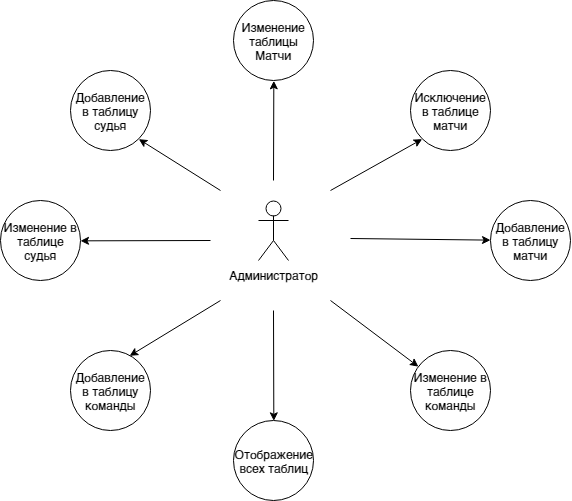 Изменение
таблицы
Матчи
Добавление
в таблицу
судья
Исключение
в таблице
матчи
Изменение в
таблице
судья
Добавление
в таблицу
матчи
Администратор
Добавление
в таблицу
команды
Изменение в
таблице
команды
Отображение
всех таблиц